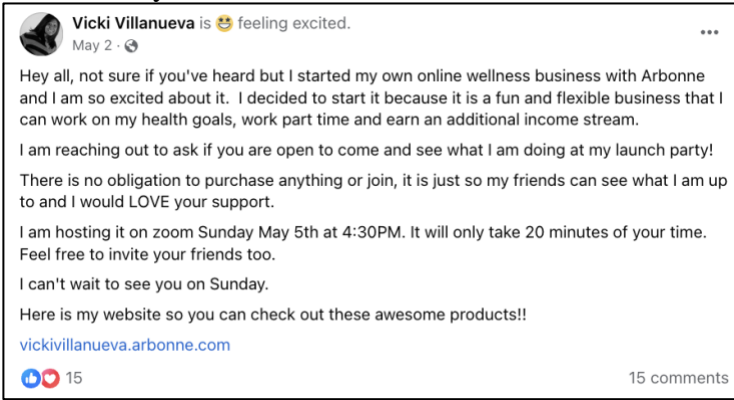 Vicki Villanueva is 😃 feeling excited.
May 2 ·
Hey all, not sure if you've heard but I started my own online wellness business with Arbonne
and I am so excited about it.  I decided to start it because it is a fun and flexible business that I
can work on my health goals, work part time and earn an additional income stream.
I am reaching out to ask if you are open to come and see what I am doing at my launch party!
There is no obligation to purchase anything or join, it is just so my friends can see what I am up
to and I would LOVE your support.
I am hosting it on zoom Sunday May 5th at 4:30PM. It will only take 20 minutes of your time.
Feel free to invite your friends too.
I can't wait to see you on Sunday.
Here is my website so you can check out these awesome products!!
vickivillanueva.arbonne.com
15
15 comments